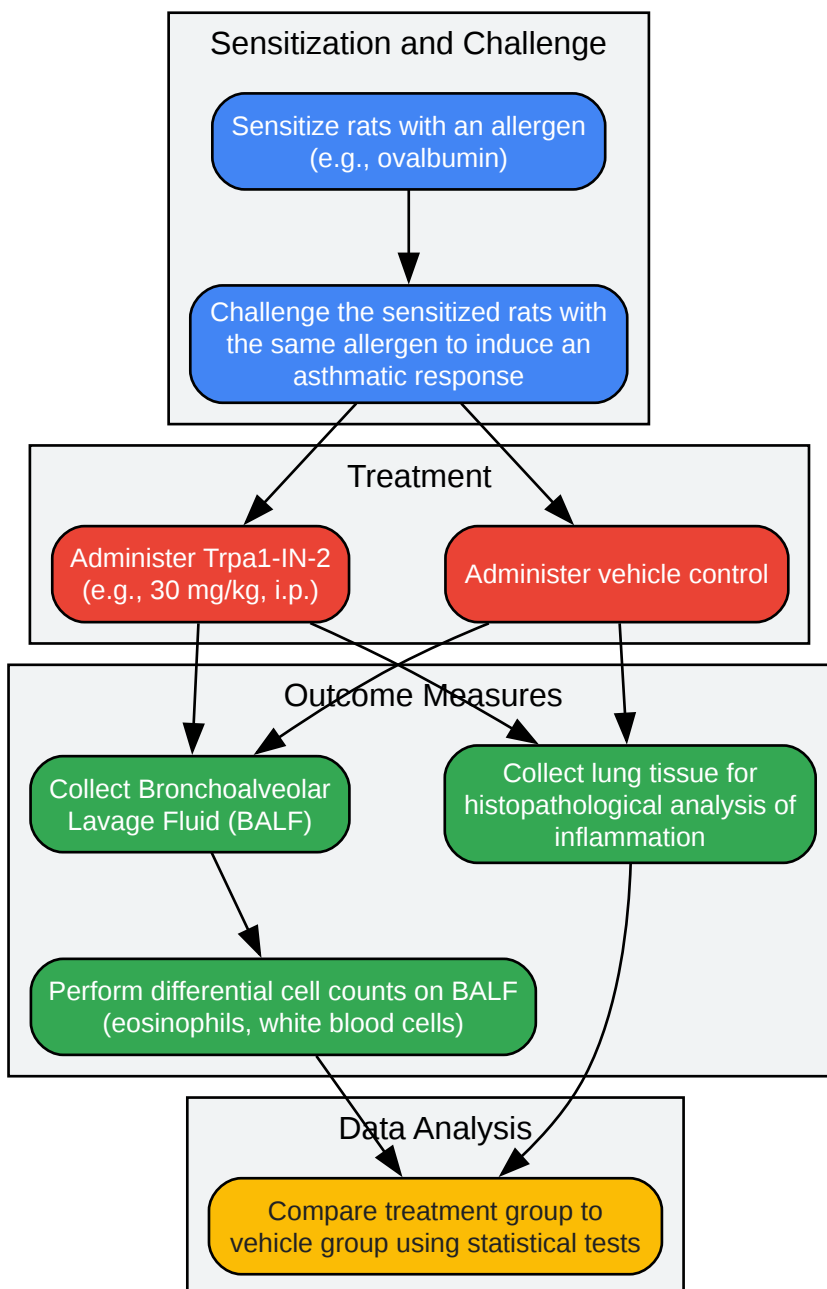 Sensitization and Challenge
Sensitize rats with an allergen
(e.g., ovalbumin)
Challenge the sensitized rats with
the same allergen to induce an
asthmatic response
Treatment
Administer Trpa1-IN-2
(e.g., 30 mg/kg, i.p.)
Administer vehicle control
Outcome Measures
Collect Bronchoalveolar
Lavage Fluid (BALF)
Collect lung tissue for
histopathological analysis of
inflammation
Perform differential cell counts on BALF
(eosinophils, white blood cells)
Data Analysis
Compare treatment group to
vehicle group using statistical tests